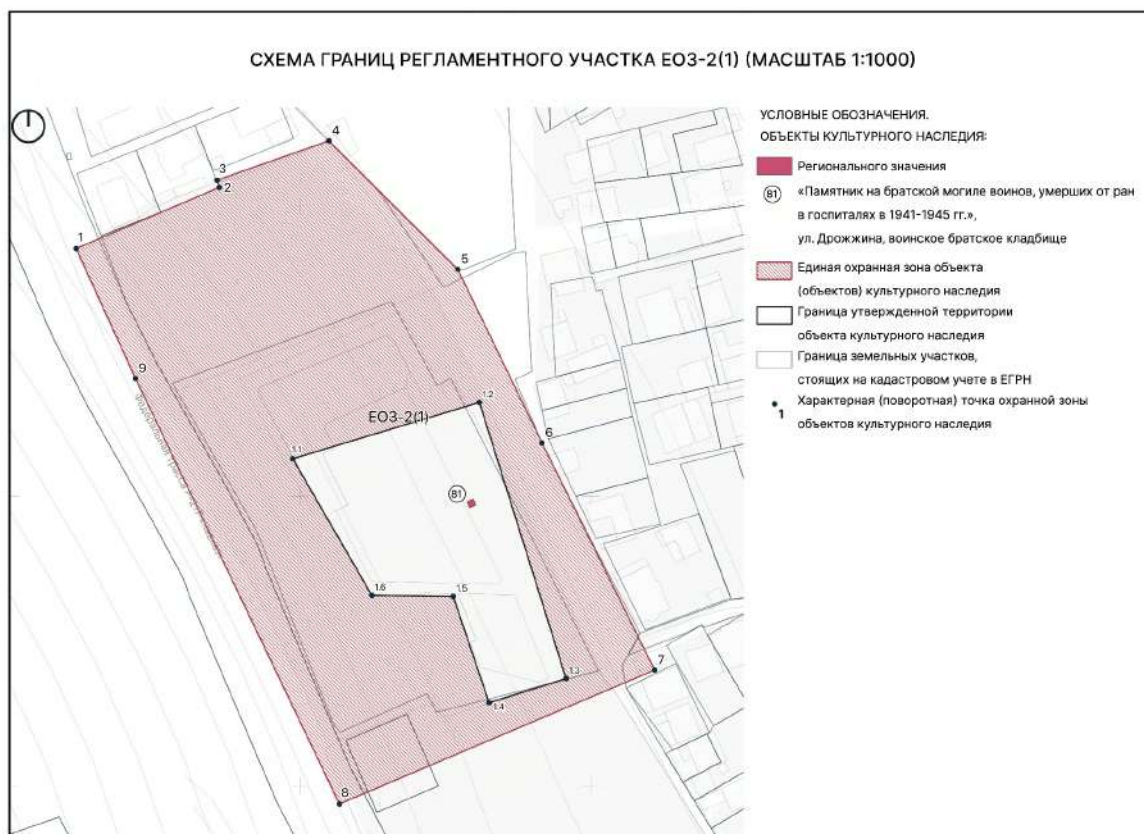 СХЕМА ГРАНИЦ РЕГЛАМЕНТНОГО УЧАСТКА ЕОЗ-2(1) (МАСШТАБ 1:1000)
УСЛОВНЫЕ ОБОЗНАЧЕНИЯ.
ОБЪЕКТЫ КУЛЬТУРНОГО НАСЛЕДИЯ:
Регионального значения
81
«Памятник на братской могиле воинов, умерших от ран
в госпиталях в 1941-1945 гг.»,
ул. Дрожжина, воинское братское кладбище
Единая охранная зона объекта
(объектов) культурного наследия
Граница утвержденной территории
объекта культурного наследия
Граница земельных участков,
стоящих на кадастровом учете в ЕГРН
1
Характерная (поворотная) точка охранной зоны
объектов культурного наследия
4
3
2
1
5
9
1.2
ЕОЗ-2(1)
6
1.1
81
Федеральная трасса
1.6
1.5
7
1.3
1.4
8